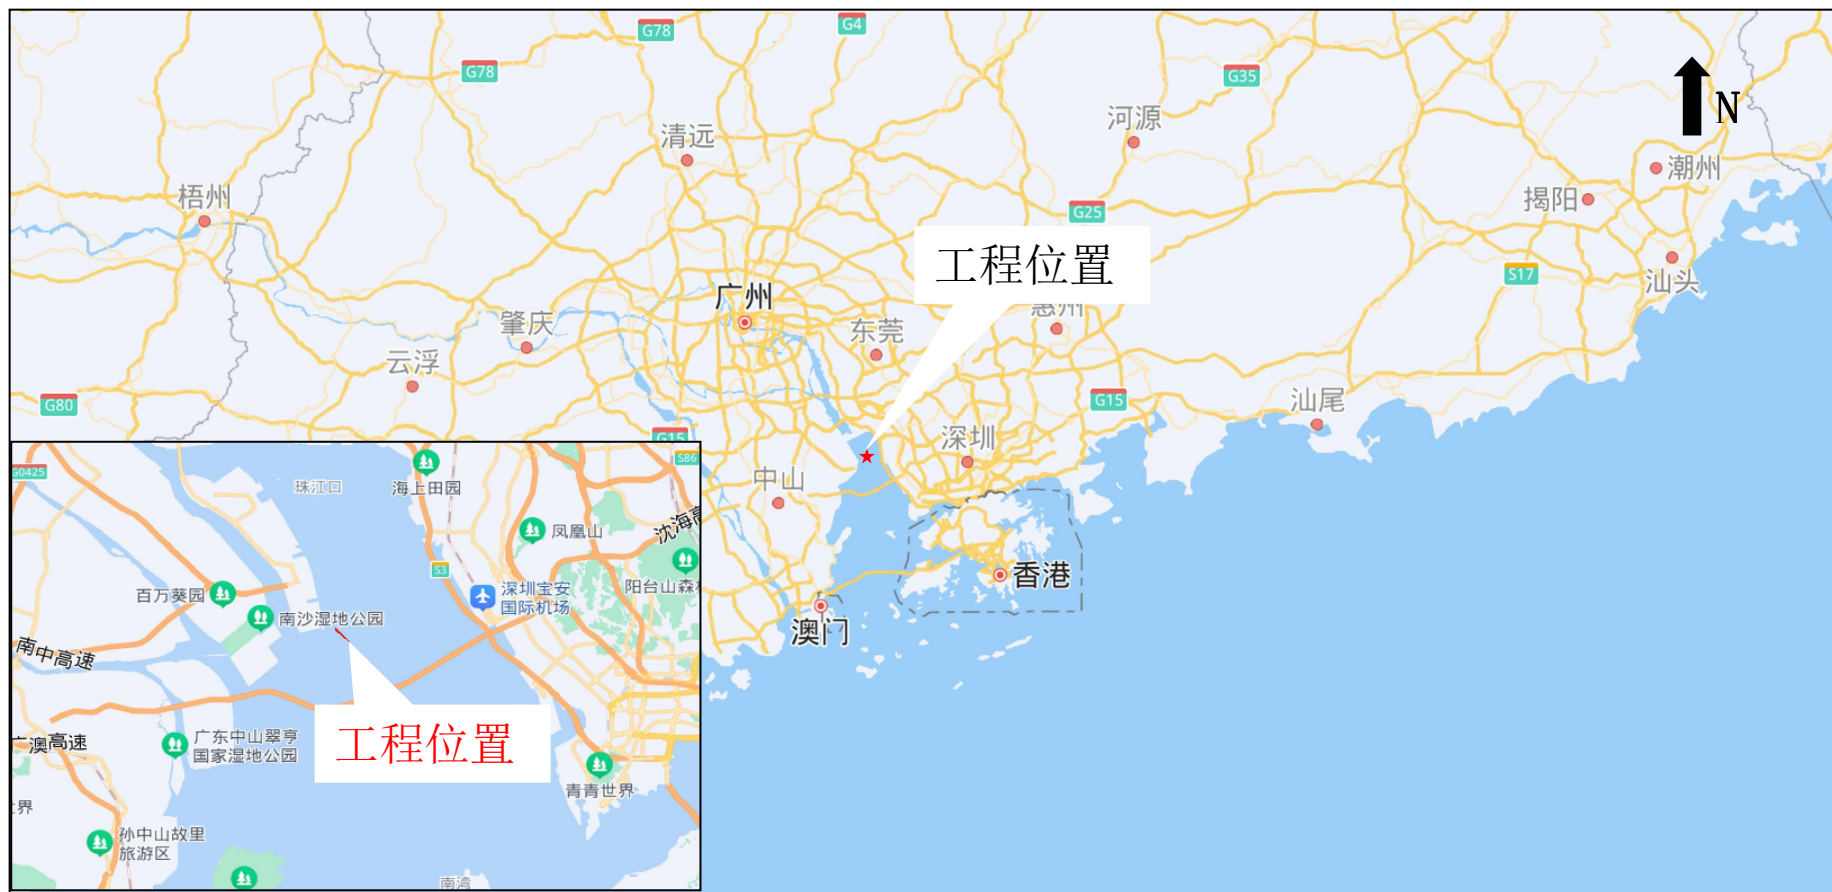 G78
G4
G78
G35
N
清远
河源
潮州
揭阳
梧州
G25
工程位置
S17
汕头
广州
惠州
肇庆
东莞
云浮
G80
G15
汕尾
G15
深圳
中山
香港
澳门
G0425
珠江口
海上田园
S86
凤凰山
沈海高
S3
百万葵园
深圳宝安
国际机场
阳台山森
南沙湿地公园
南中高速
广澳高速
广东中山翠亨
国家湿地公园
工程位置
青青世界
世界
孙中山故里
旅游区
南湾